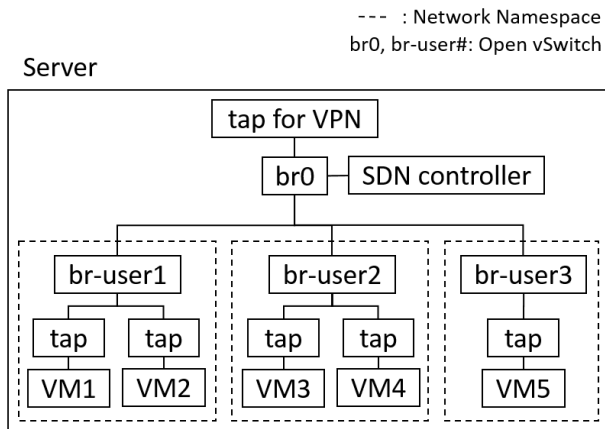 --- : Network Namespace
br0, br-user#: Open vSwitch
Server
tap for VPN
br0 SDN controller
br-user1 br-user2 br-user3
tap tap tap tap tap
VM1 VM2 VM3 VM4 VM5